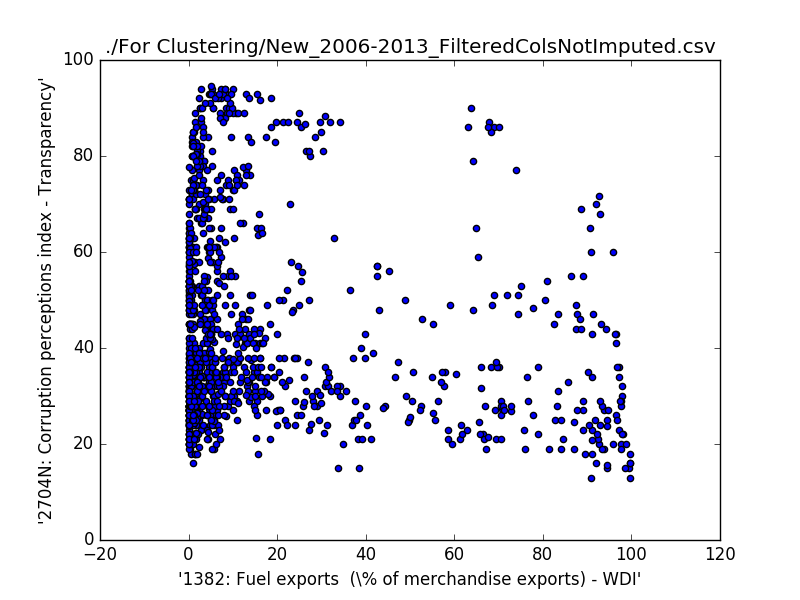 ./For Clustering/New_2006-2013_FilteredColsNotImputed.csv
100
80
60
40
20
0
'2704N: Corruption perceptions index - Transparency'
−20 0 20 40 60 80 100 120
'1382: Fuel exports  (\% of merchandise exports) - WDI'